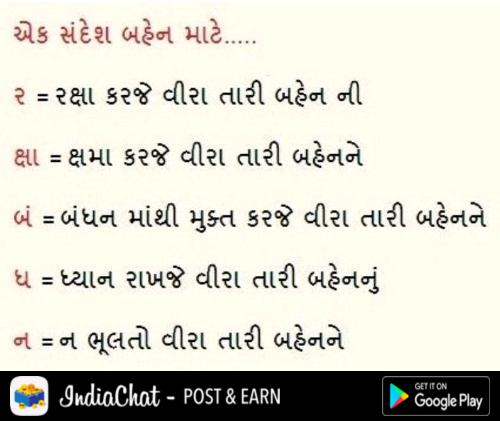 એક સંદેશ બહેન માટે.....
ર = રક્ષા કરજે વીરા તારી બહેન ની
ક્ષા = ક્ષમા કરજે વીરા તારી બહેનને
બં = બંધન માંથી મુક્ત કરજે વીરા તારી બહેનને
ધ = ધ્યાન રાખજે વીરા તારી બહેનનું
ન = ન ભૂલતો વીરા તારી બહેનને
IndiaChat - POST & EARN
GET IT ON
Google Play